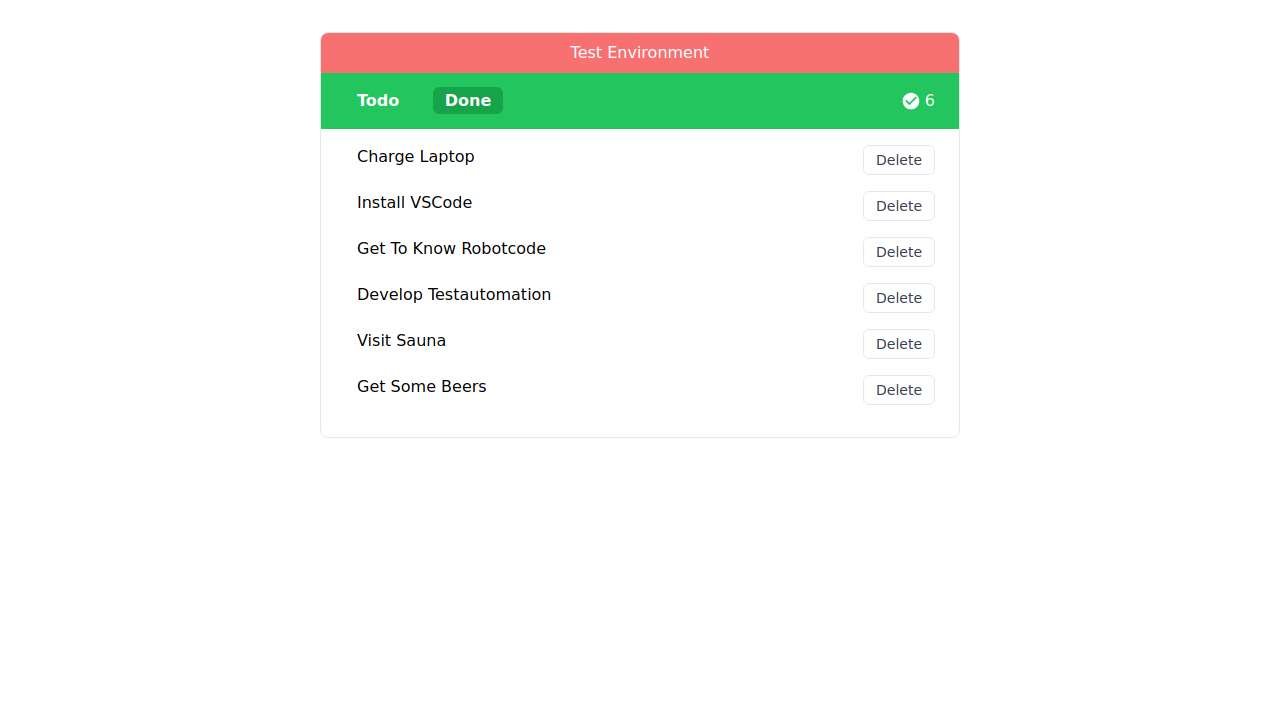 Test Environment
Todo Done 6
Charge Laptop Delete
Install VSCode Delete
Get To Know Robotcode Delete
Develop Testautomation Delete
Visit Sauna Delete
Get Some Beers Delete